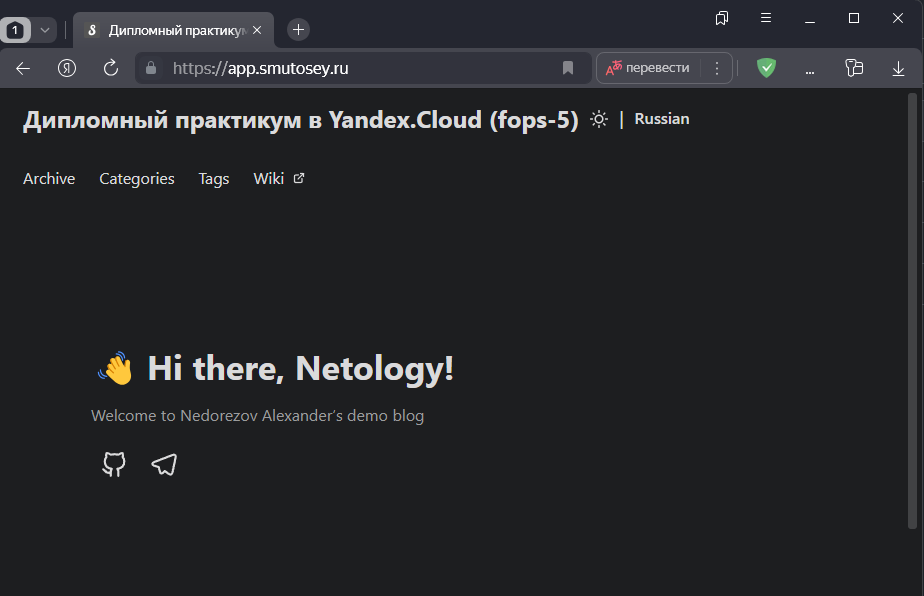 1
Дипломный практикум
https://app.smutosey.ru
перевести
Дипломный практикум в Yandex.Cloud (fops-5) | Russian
Archive Categories Tags Wiki
👋 Hi there, Netology!
Welcome to Nedorezov Alexander’s demo blog